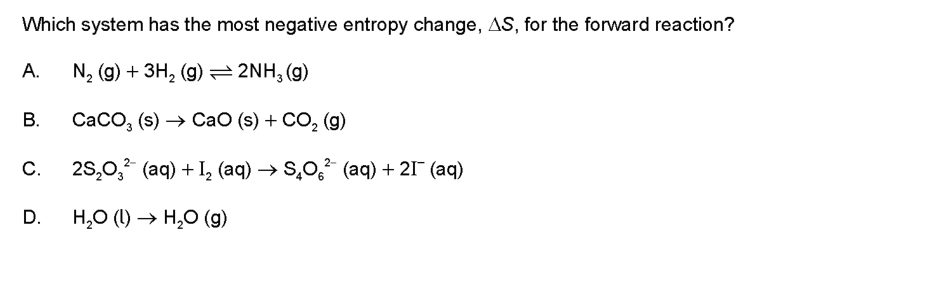 Which system has the most negative entropy change, ΔS, for the forward reaction?
A. N₂ (g) + 3H₂ (g) ⇌ 2NH₃ (g)
B. CaCO₃ (s) → CaO (s) + CO₂ (g)
C. 2S₂O₃²⁻ (aq) + I₂ (aq) → S₄O₆²⁻ (aq) + 2I⁻ (aq)
D. H₂O (l) → H₂O (g)